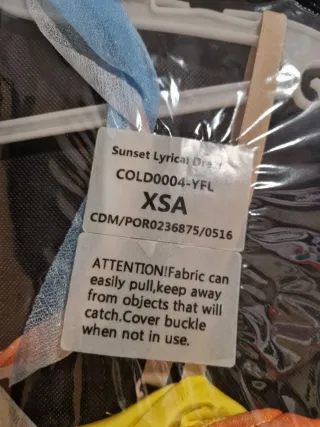 Sunset Lyrical
COLD0004-YFL
XSA
CDM/POR0236875/0516
ATTENTION!Fabric can
easily pull,keep away
from objects that will
catch.Cover buckle
when not in use.